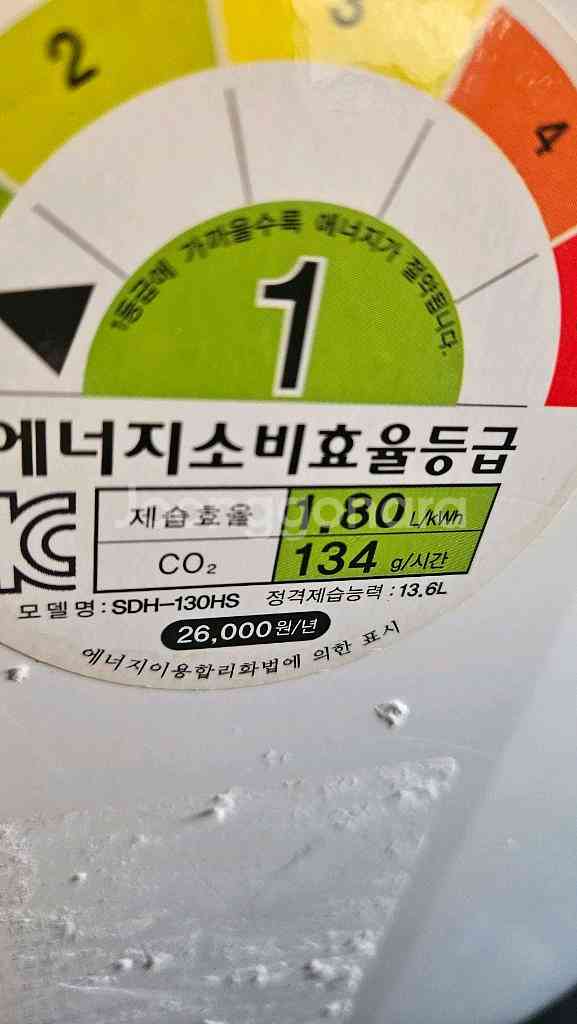 2
3
4
1등급에 가까울수록 에너지가 절약됩니다.
1
에너지소비효율등급
제습효율 1.80 L/kWh
CO₂ 134 g/시간
모델명 : SDH-130HS 정격제습능력 : 13.6L
26,000원/년
에너지이용합리화법에 의한 표시
Joonggonara